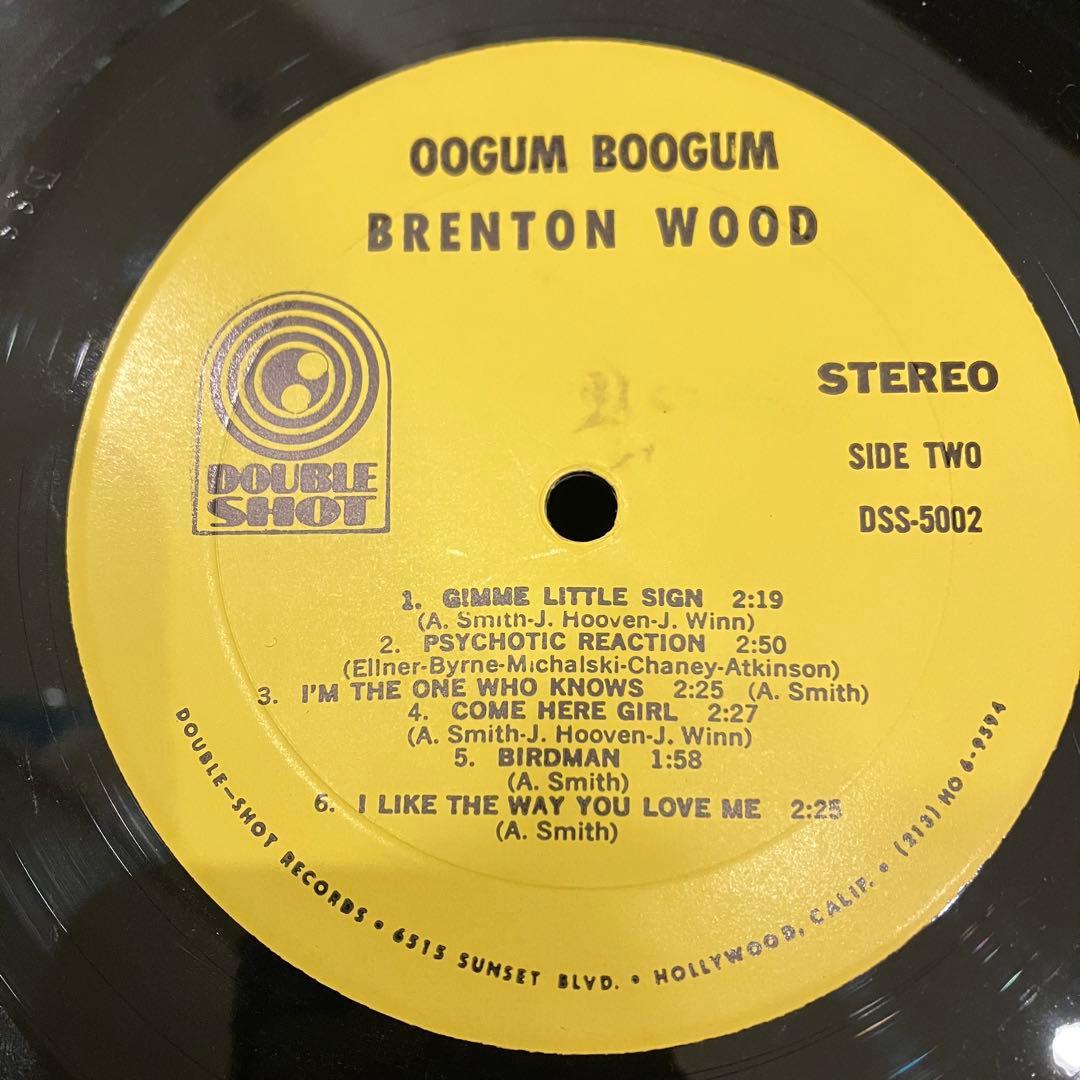 OOGUM BOOGUM
BRENTON WOOD
DOUBLE
SHOT
STEREO
SIDE TWO
DSS-5002
1. GIMME LITTLE SIGN 2:19
(A. Smith-J. Hooven-J. Winn)
2. PSYCHOTIC REACTION 2:50
(Ellner-Byrne-Michalski-Chaney-Atkinson)
3. I'M THE ONE WHO KNOWS 2:25 (A. Smith)
4. COME HERE GIRL 2:27
(A. Smith-J. Hooven-J. Winn)
5. BIRDMAN 1:58
(A. Smith)
6. I LIKE THE WAY YOU LOVE ME 2:25
(A. Smith)
DOUBLE-SHOT RECORDS • 6515 SUNSET BLVD. • HOLLYWOOD, CALIF. • (213) HO 6-9594